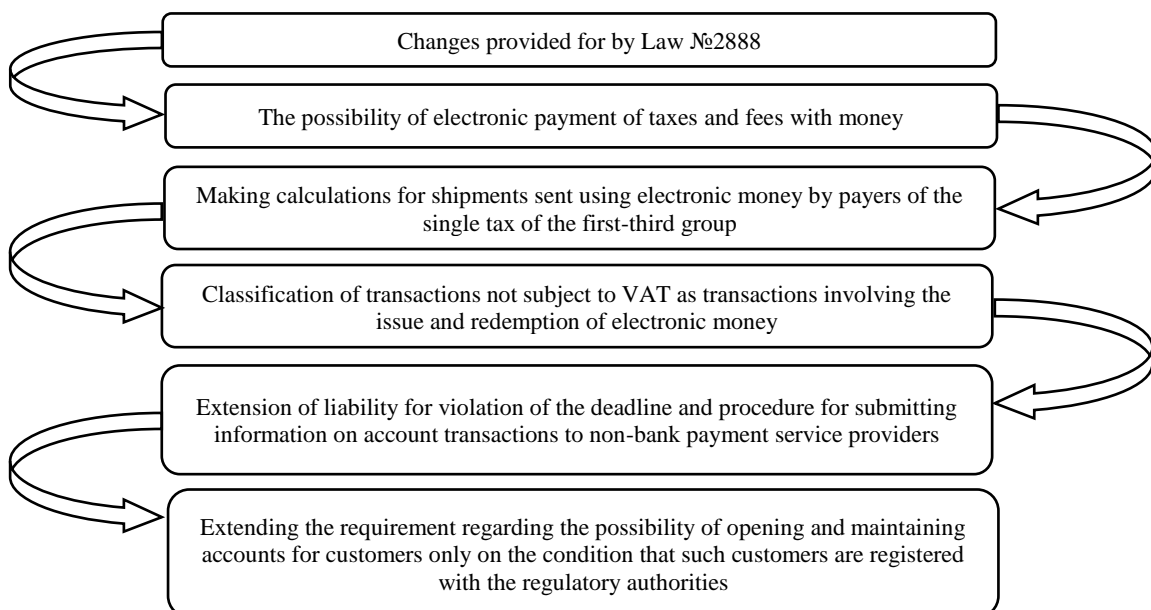 Changes provided for by Law №2888
The possibility of electronic payment of taxes and fees with money
Making calculations for shipments sent using electronic money by payers of the
single tax of the first-third group
Classification of transactions not subject to VAT as transactions involving the
issue and redemption of electronic money
Extension of liability for violation of the deadline and procedure for submitting
information on account transactions to non-bank payment service providers
Extending the requirement regarding the possibility of opening and maintaining
accounts for customers only on the condition that such customers are registered
with the regulatory authorities